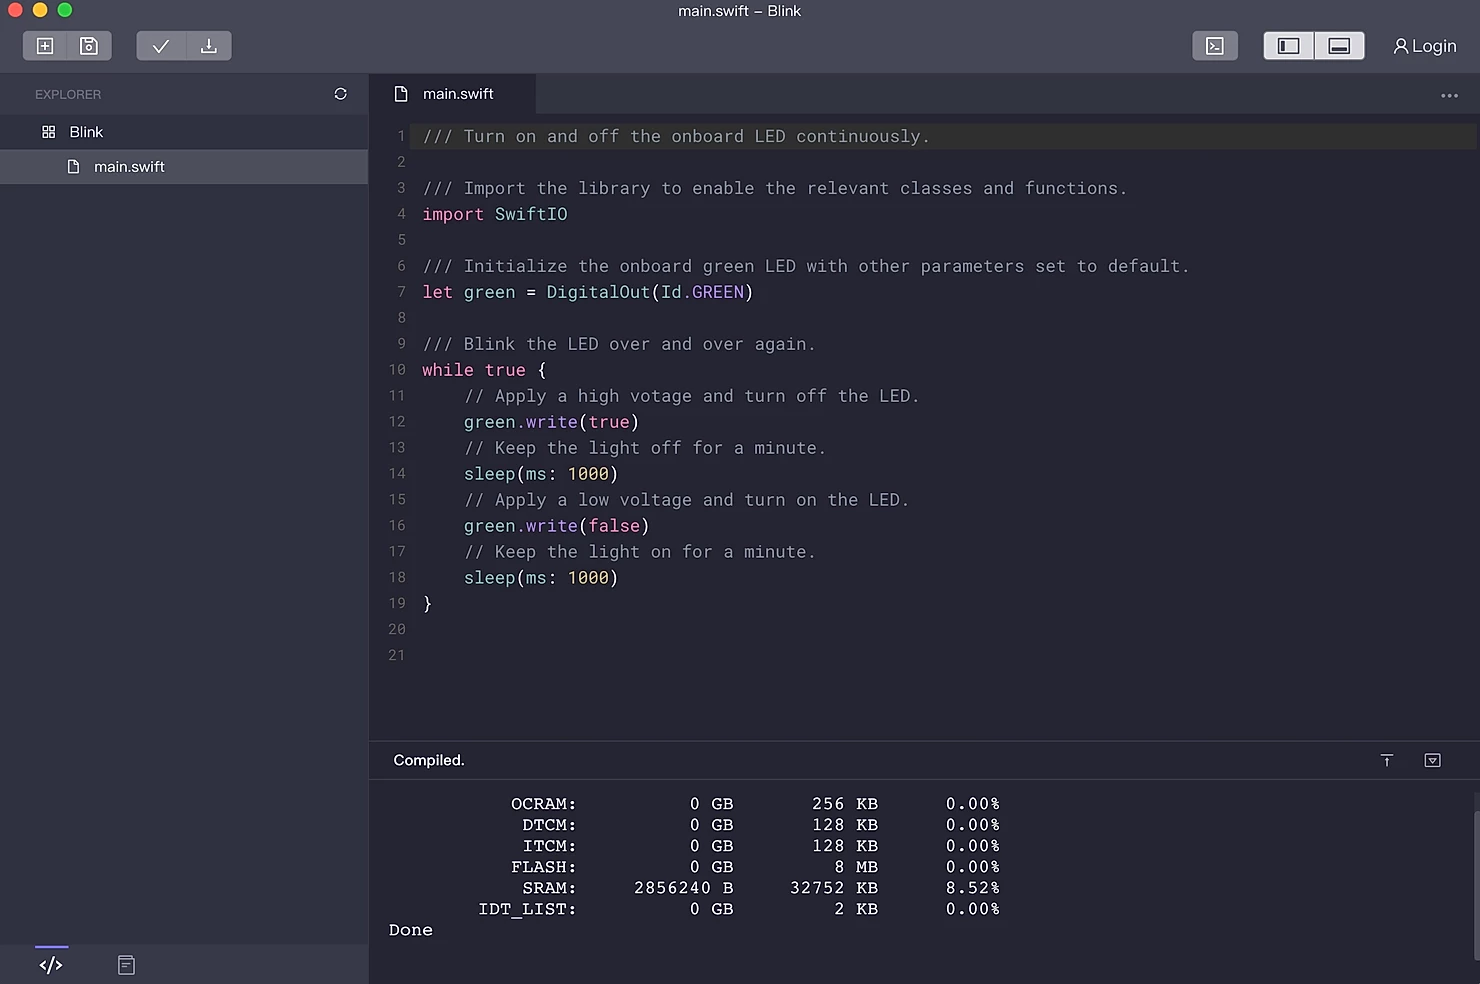 main.swift – Blink
Login
EXPLORER
main.swift
Blink
main.swift
1 /// Turn on and off the onboard LED continuously.
2
3 /// Import the library to enable the relevant classes and functions.
4 import SwiftIO
5
6 /// Initialize the onboard green LED with other parameters set to default.
7 let green = DigitalOut(Id.GREEN)
8
9 /// Blink the LED over and over again.
10 while true {
11     // Apply a high votage and turn off the LED.
12     green.write(true)
13     // Keep the light off for a minute.
14     sleep(ms: 1000)
15     // Apply a low voltage and turn on the LED.
16     green.write(false)
17     // Keep the light on for a minute.
18     sleep(ms: 1000)
19 }
20
21
Compiled.
OCRAM: 0 GB 256 KB 0.00%
DTCM: 0 GB 128 KB 0.00%
ITCM: 0 GB 128 KB 0.00%
FLASH: 0 GB 8 MB 0.00%
SRAM: 2856240 B 32752 KB 8.52%
IDT_LIST: 0 GB 2 KB 0.00%
Done